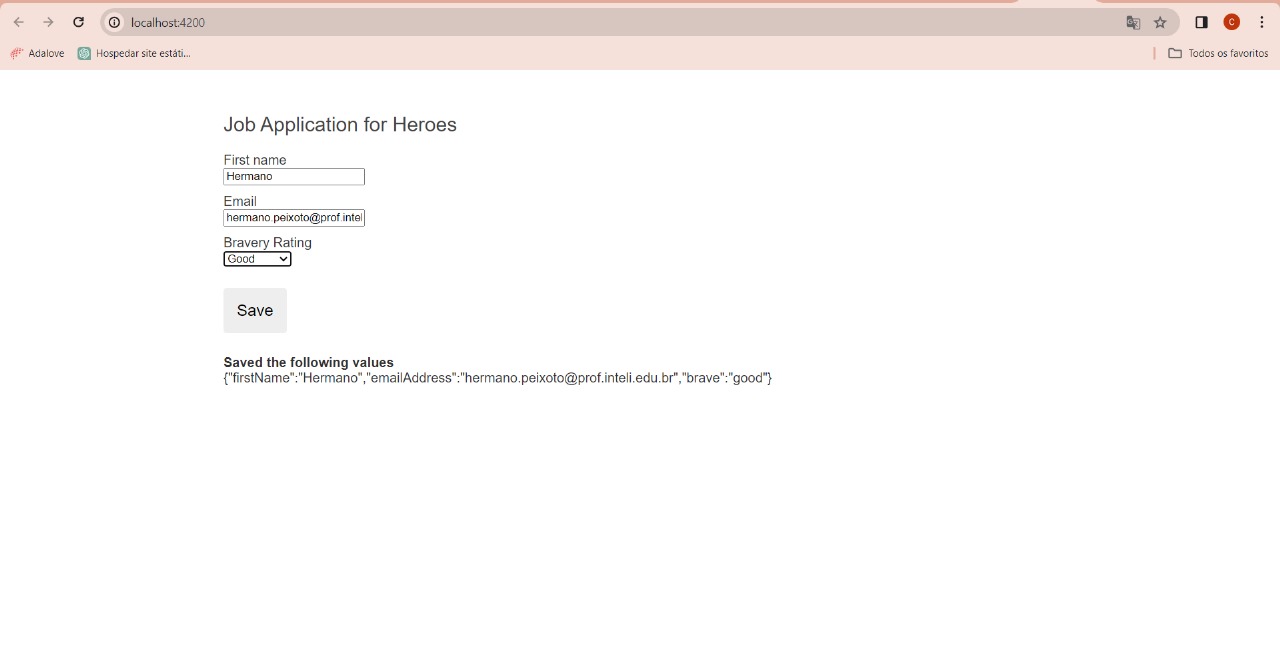 localhost:4200
C
Adalove
Hospedar site estáti...
Todos os favoritos
Job Application for Heroes
First name
Hermano
Email
hermano.peixoto@prof.intel
Bravery Rating
Good
Save
Saved the following values
{"firstName":"Hermano","emailAddress":"hermano.peixoto@prof.inteli.edu.br","brave":"good"}